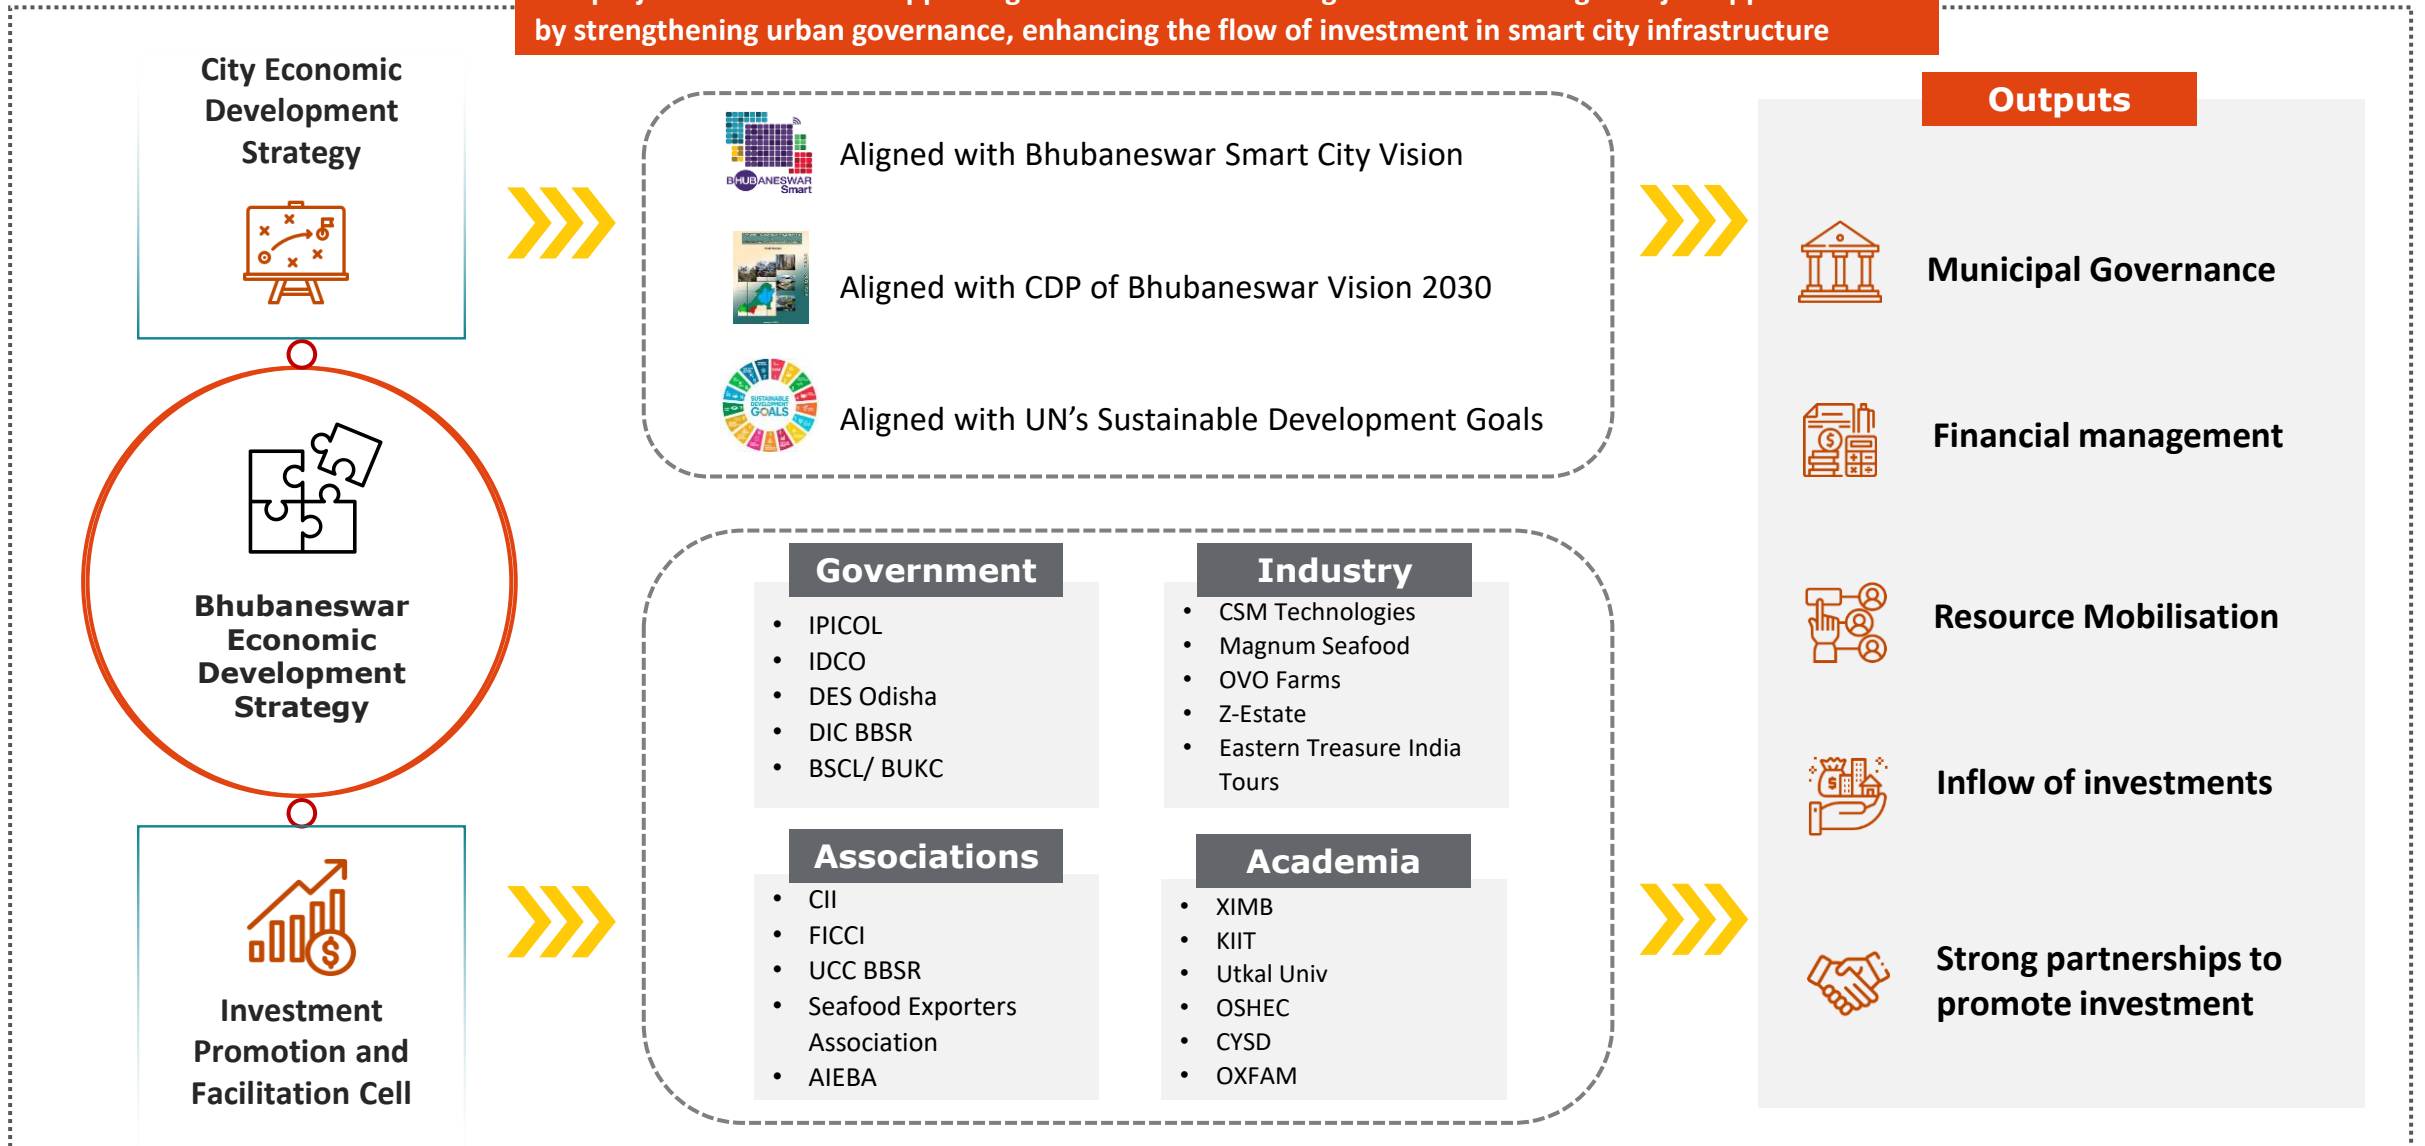 by strengthening urban governance, enhancing the flow of investment in smart city infrastructure
City Economic
Development
Strategy
Bhubaneswar
Economic
Development
Strategy
Investment
Promotion and
Facilitation Cell
BHUBANESWAR
Smart
Aligned with Bhubaneswar Smart City Vision
Aligned with CDP of Bhubaneswar Vision 2030
SUSTAINABLE
DEVELOPMENT
GOALS
Aligned with UN’s Sustainable Development Goals
Government
• IPICOL
• IDCO
• DES Odisha
• DIC BBSR
• BSCL/ BUKC
Industry
• CSM Technologies
• Magnum Seafood
• OVO Farms
• Z-Estate
• Eastern Treasure India
Tours
Associations
• CII
• FICCI
• UCC BBSR
• Seafood Exporters
Association
• AIEBA
Academia
• XIMB
• KIIT
• Utkal Univ
• OSHEC
• CYSD
• OXFAM
Outputs
Municipal Governance
Financial management
Resource Mobilisation
Inflow of investments
Strong partnerships to
promote investment